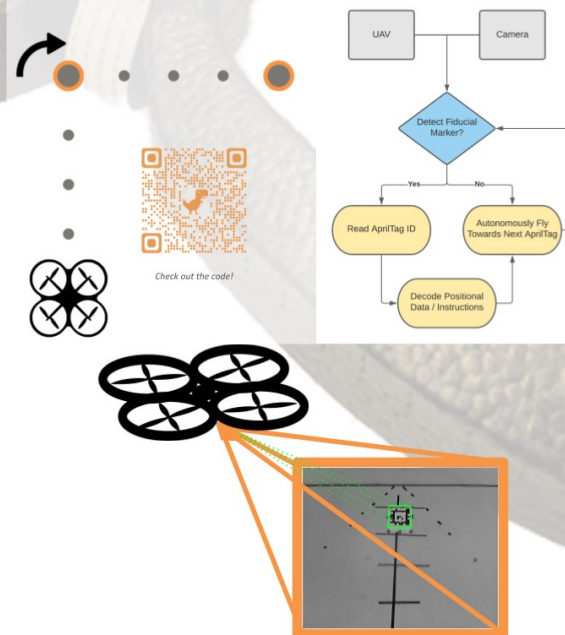 UAV
Camera
Detect Fiducial
Marker?
Yes
No
Read AprilTag ID
Autonomously Fly
Towards Next AprilTag
Decode Positional
Data / Instructions
Check out the code!